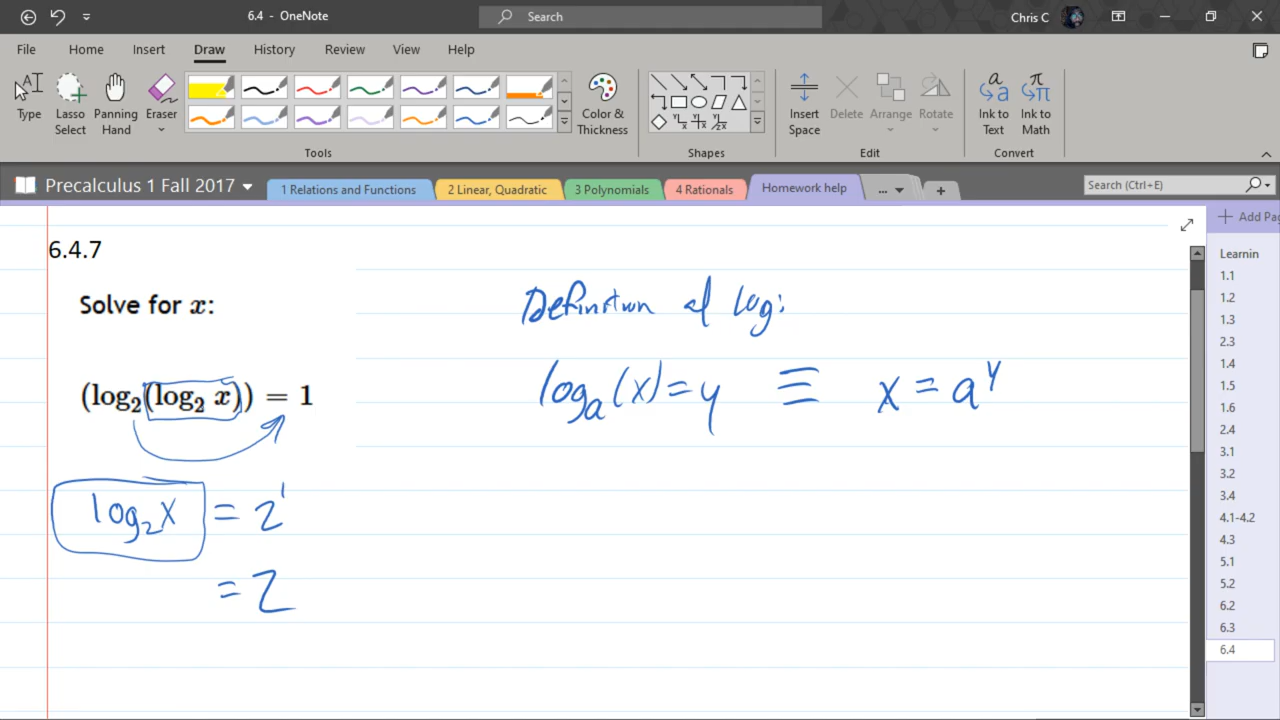 6.4 - OneNote
Search
Chris C
File Home Insert Draw History Review View Help
Type
Lasso Select
Panning Hand
Eraser
Color & Thickness
Insert Space
Delete
Arrange
Rotate
Ink to Text
Ink to Math
Tools
Shapes
Edit
Convert
Precalculus 1 Fall 2017
1 Relations and Functions
2 Linear, Quadratic
3 Polynomials
4 Rationals
Homework help
...
Search (Ctrl+E)
6.4.7
Solve for x:
(log₂(log₂ x)) = 1
log₂x = 2¹
= 2
Definition of log:
logₐ(x) = y ≡ x = a^y
Add Pa
Learnin
1.1
1.2
1.3
2.3
1.4
1.5
1.6
2.4
3.1
3.2
3.4
4.1-4.2
4.3
5.1
5.2
6.2
6.3
6.4